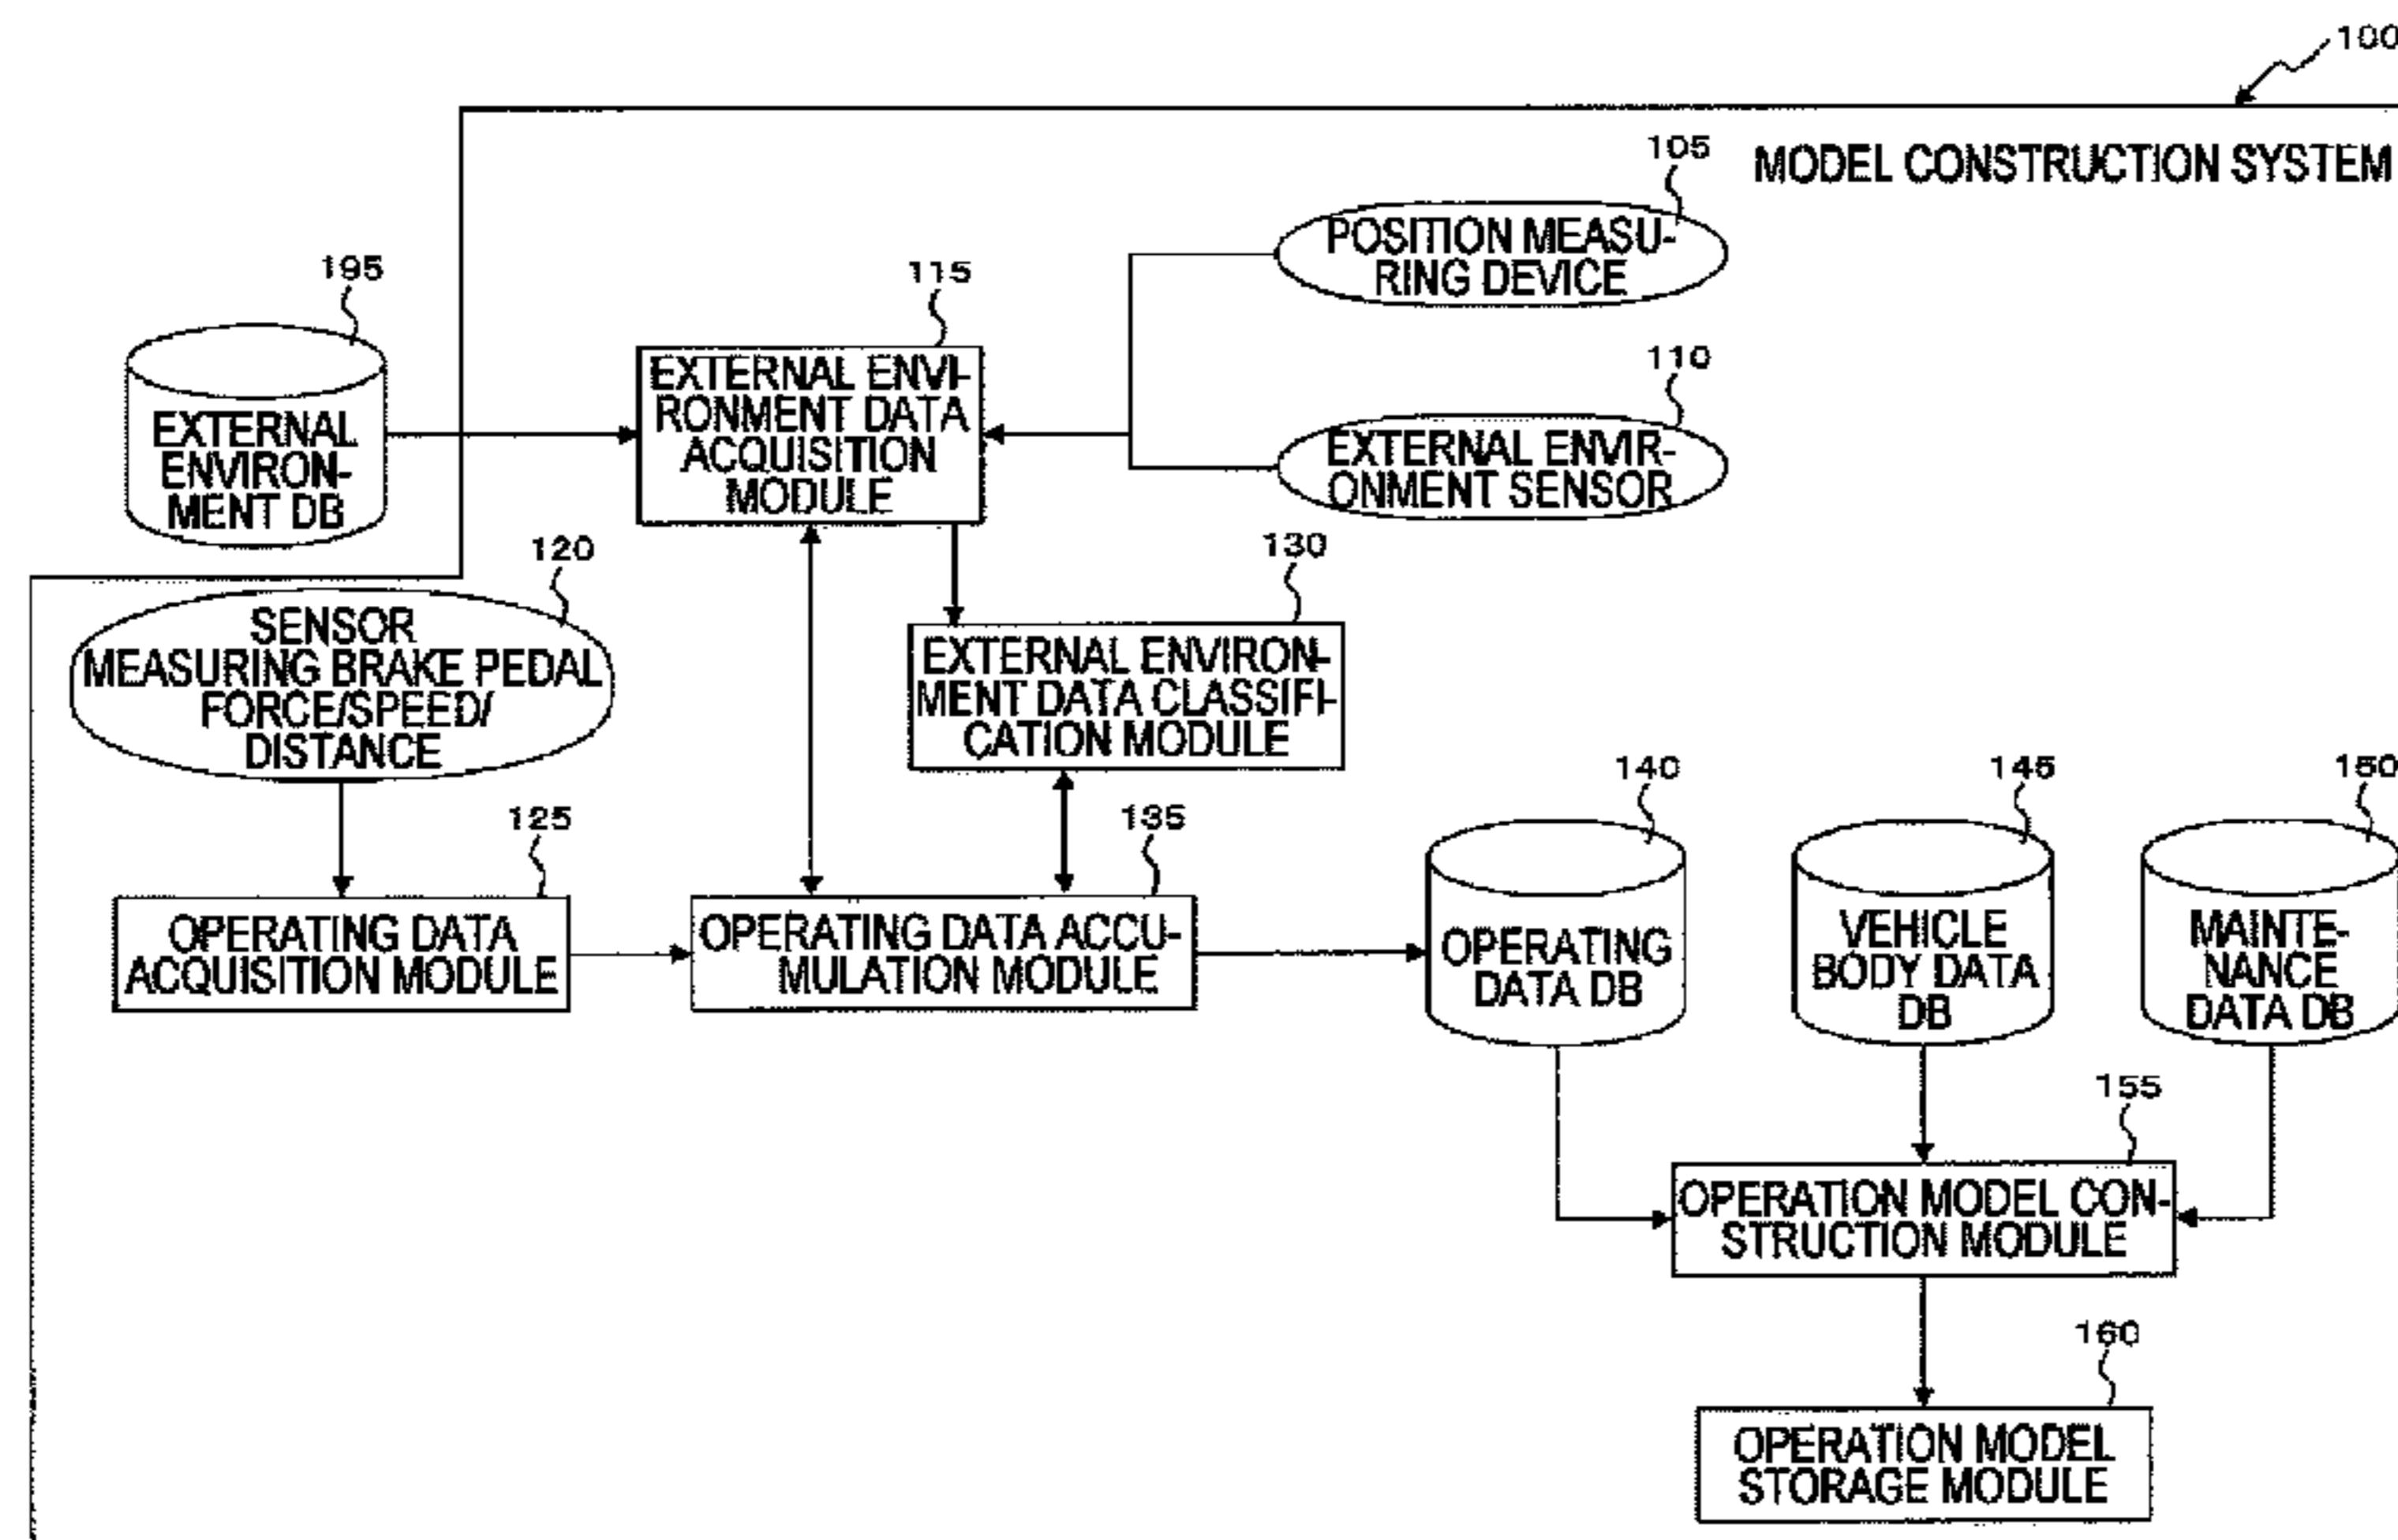 100
MODEL CONSTRUCTION SYSTEM
105
POSITION MEASU-
RING DEVICE
195
EXTERNAL
ENVIRON-
MENT DB
115
EXTERNAL ENVI-
RONMENT DATA
ACQUISITION
MODULE
110
EXTERNAL ENVIR-
ONMENT SENSOR
120
SENSOR
MEASURING BRAKE PEDAL
FORCE/SPEED/
DISTANCE
130
EXTERNAL ENVIRON-
MENT DATA CLASSIFI-
CATION MODULE
125
OPERATING DATA
ACQUISITION MODULE
135
OPERATING DATA ACCU-
MULATION MODULE
140
OPERATING
DATA DB
145
VEHICLE
BODY DATA
DB
150
MAINTE-
NANCE
DATA DB
155
OPERATION MODEL CON-
STRUCTION MODULE
160
OPERATION MODEL
STORAGE MODULE